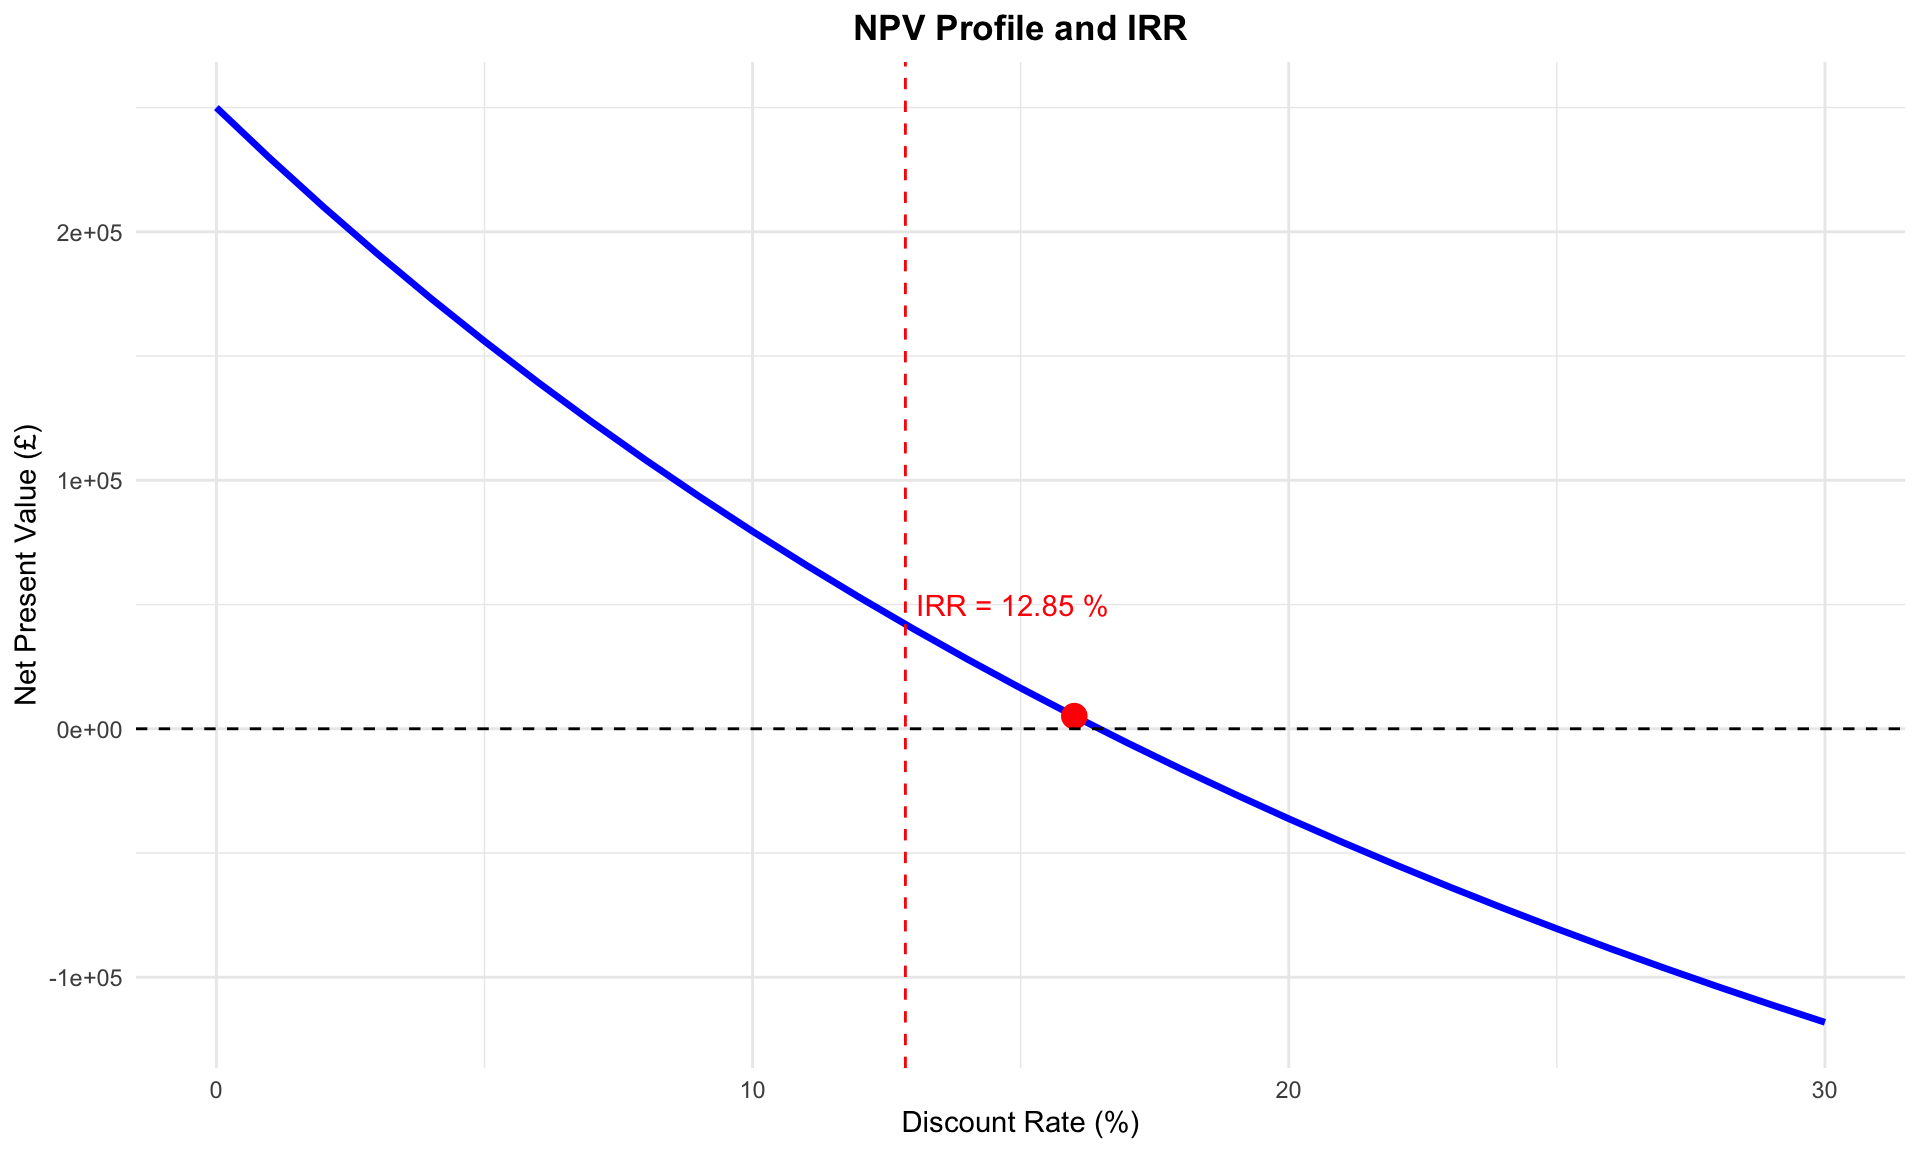 NPV Profile and IRR
Net Present Value (£)
2e+05
1e+05
0e+00
-1e+05
IRR = 12.85 %
0
10
20
30
Discount Rate (%)